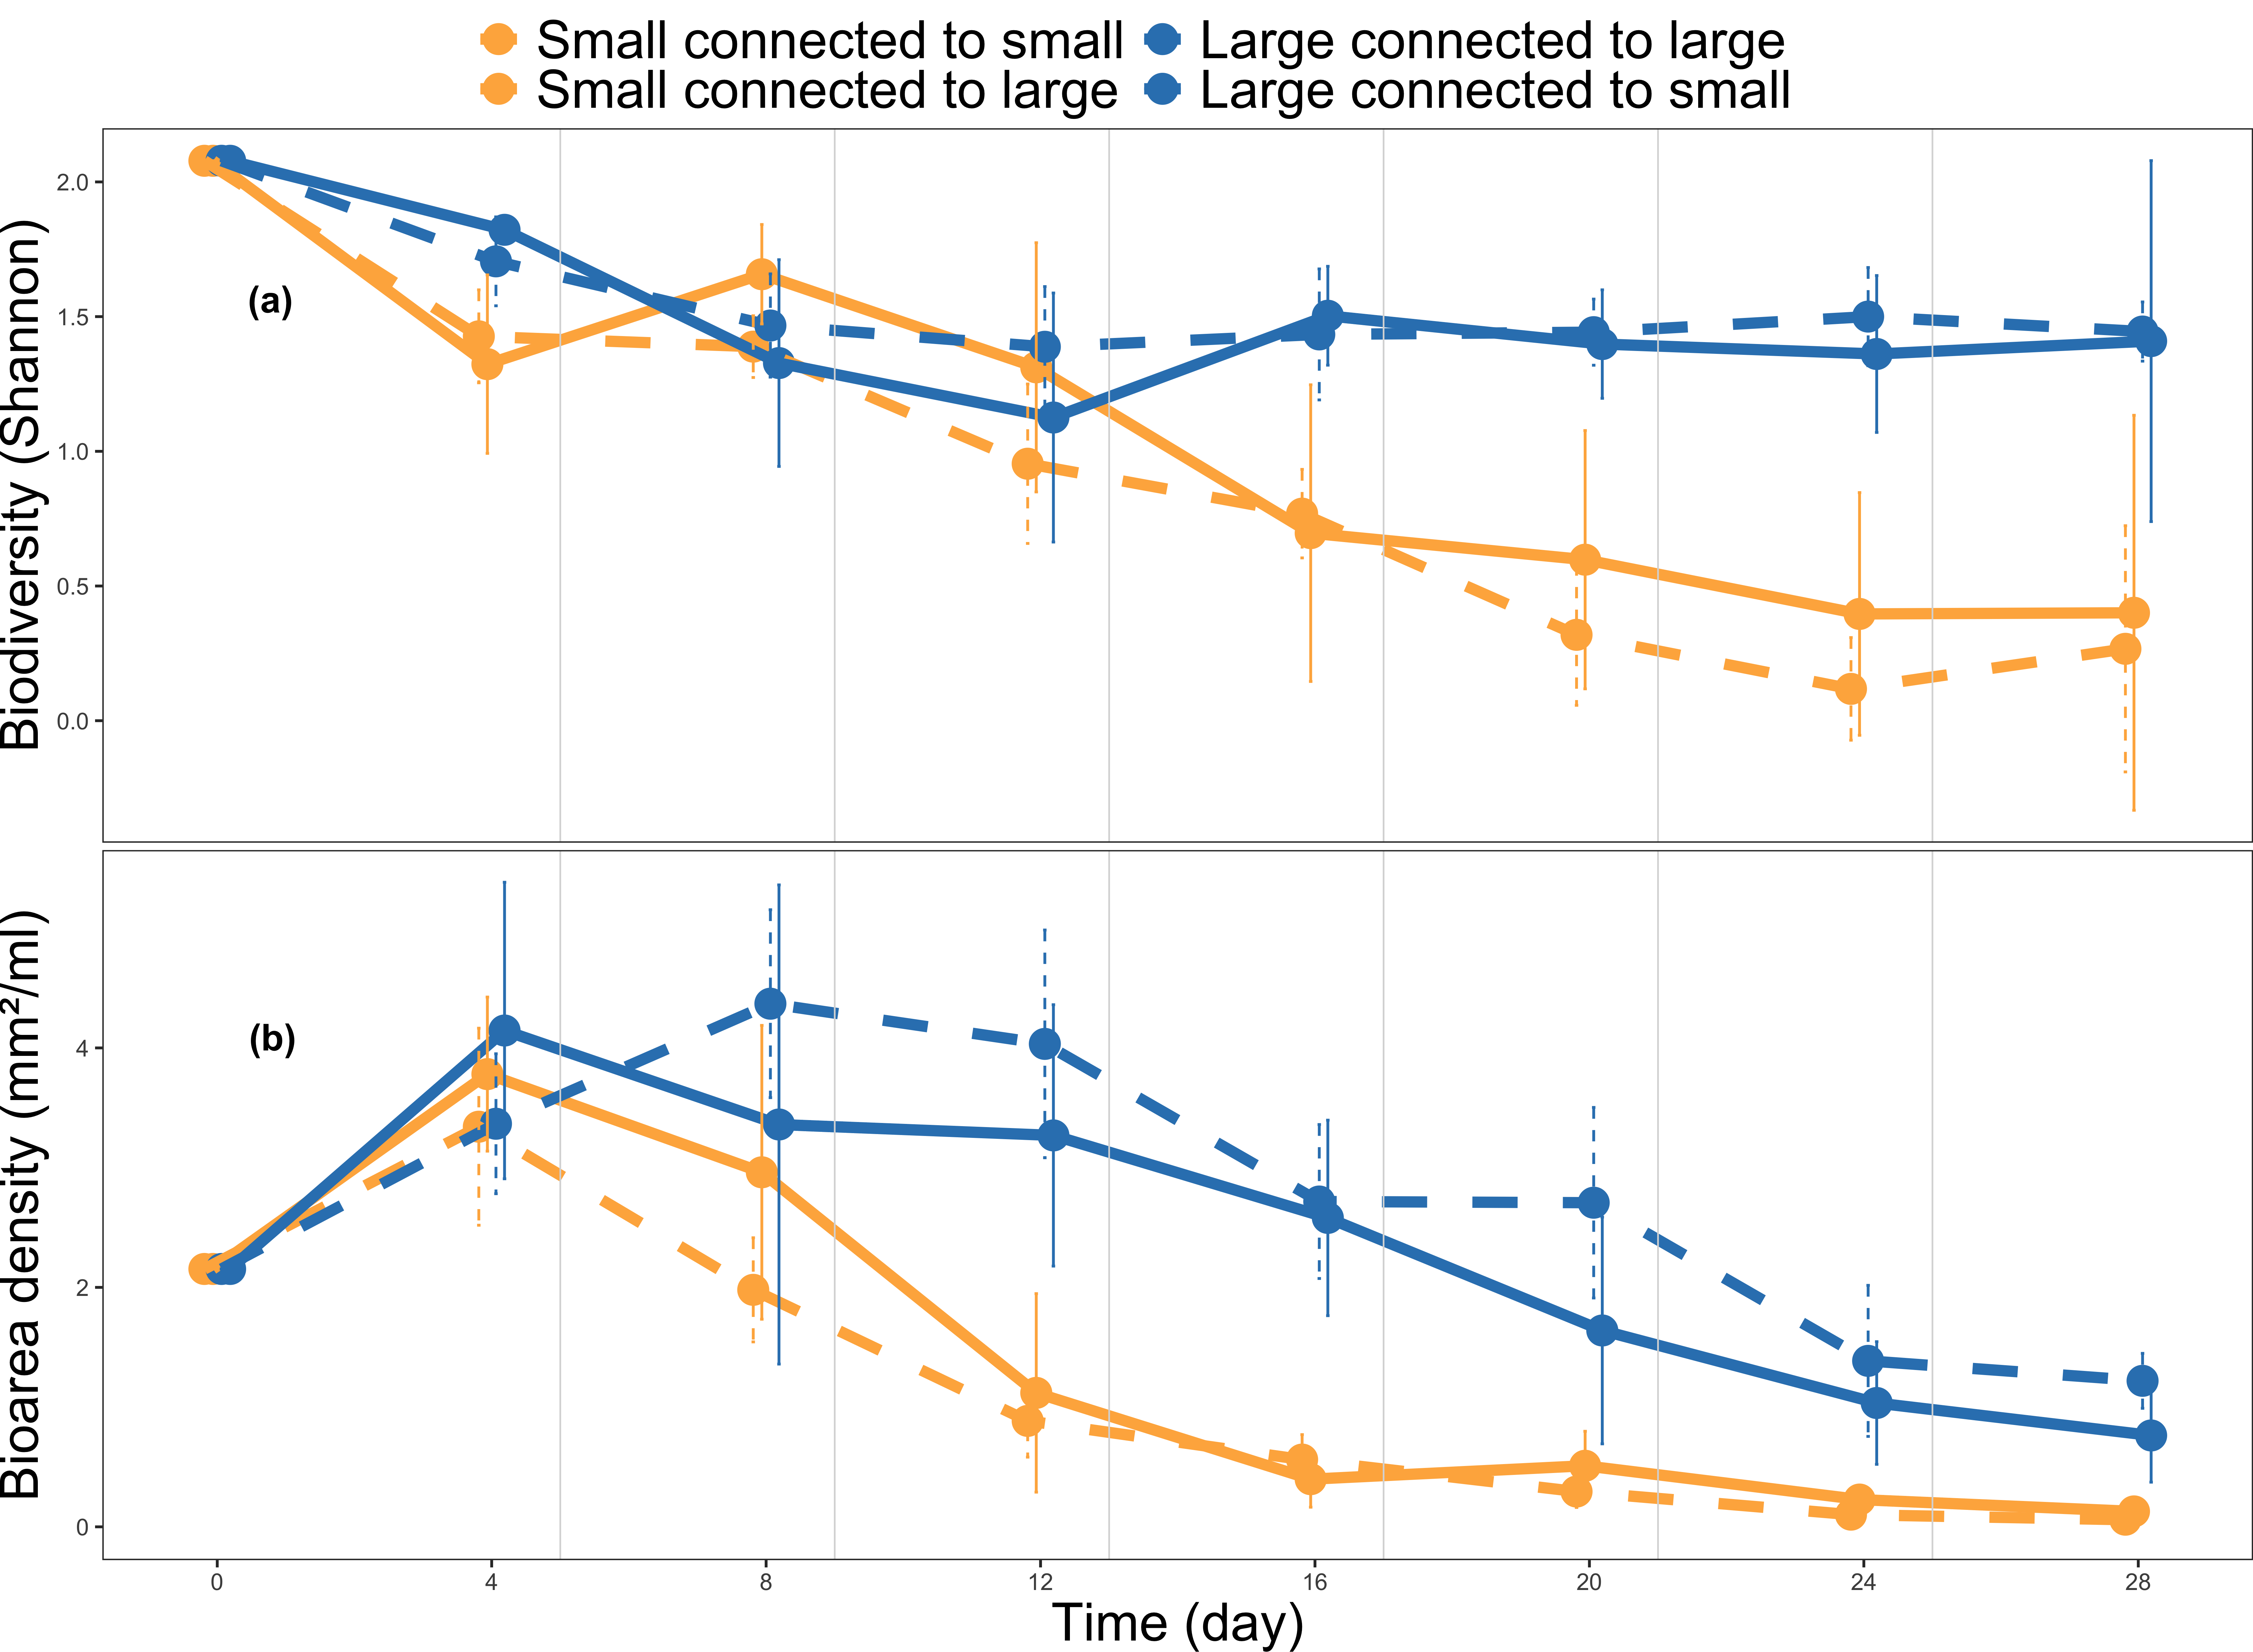 Small connected to small
Large connected to large
Small connected to large
Large connected to small
Biodiversity (Shannon)
2.0
1.5
1.0
0.5
0.0
(a)
Bioarea density (mm²/ml)
4
2
0
(b)
0 4 8 12 16 20 24 28
Time (day)